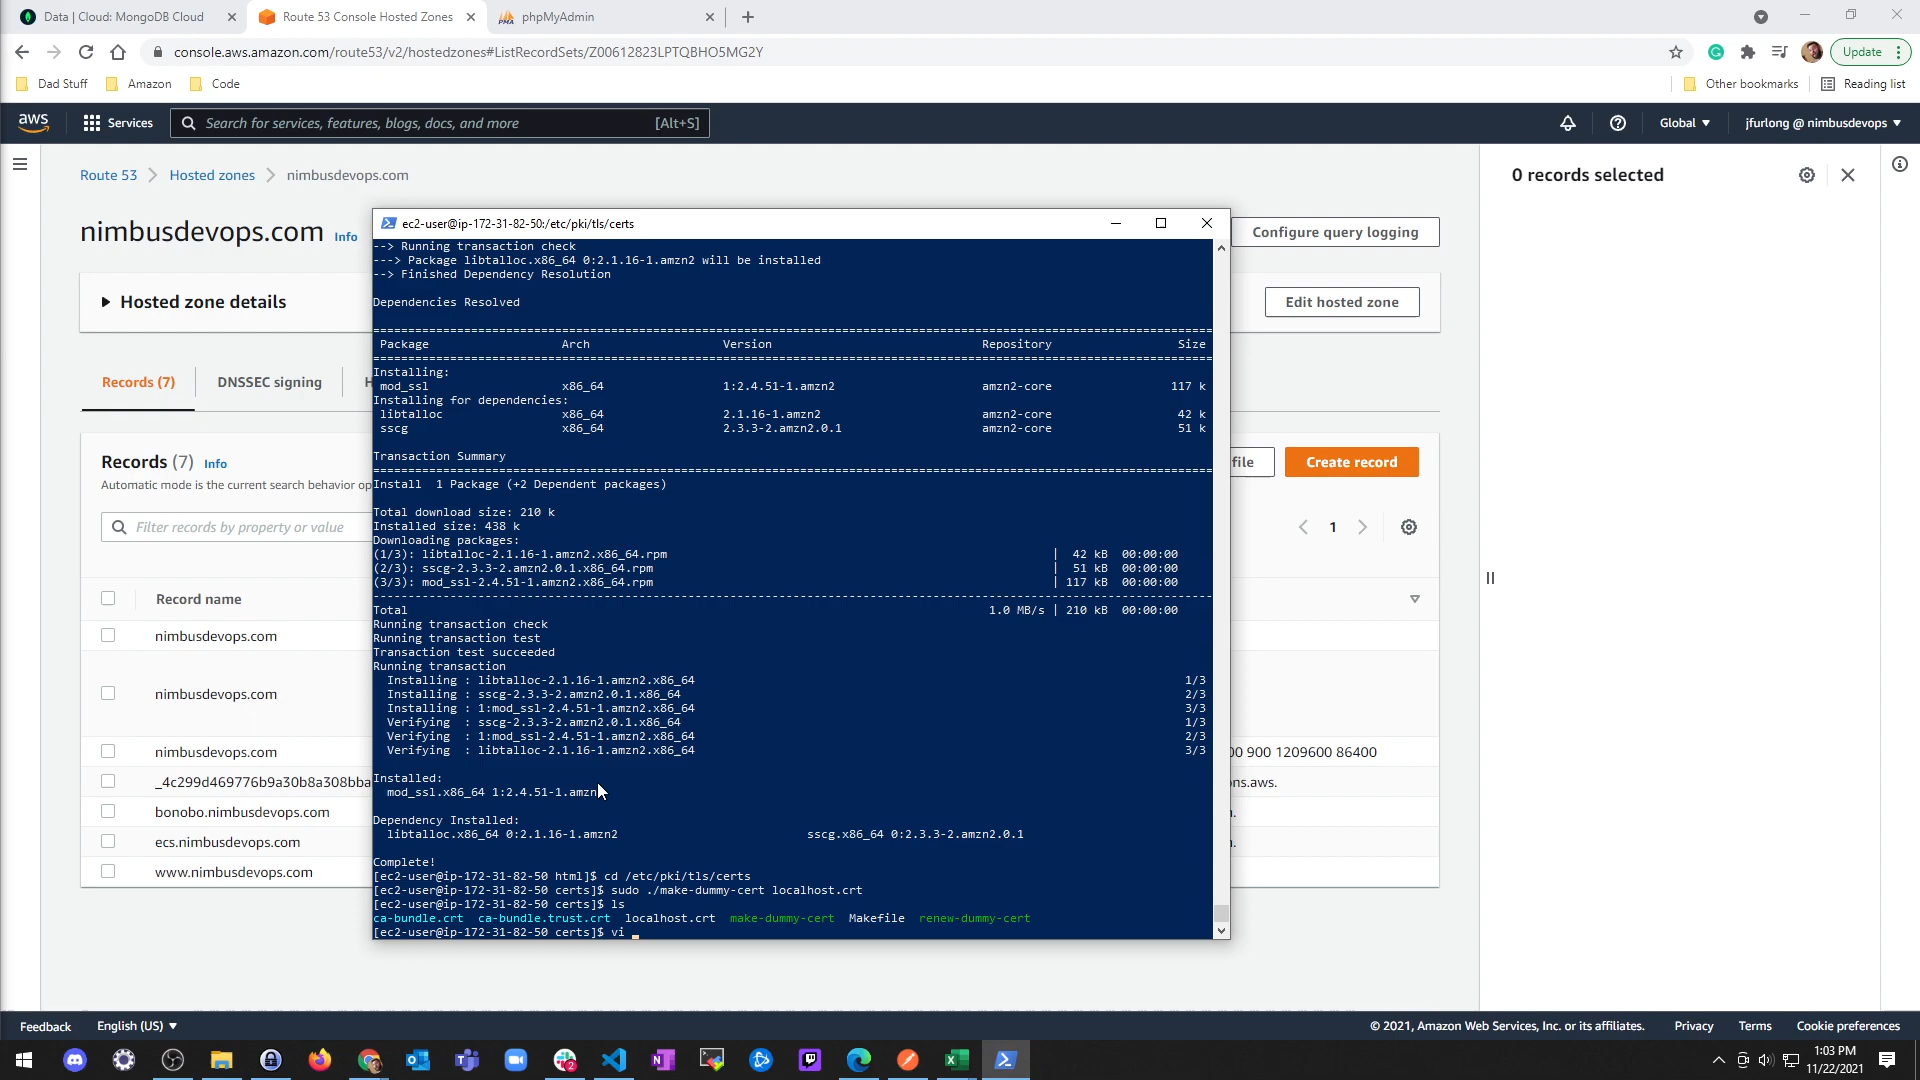 Data | Cloud: MongoDB Cloud
Route 53 Console Hosted Zones
phpMyAdmin
console.aws.amazon.com/route53/v2/hostedzones#ListRecordSets/Z00612823LPTQBHO5MG2Y
Update
Dad Stuff
Amazon
Code
Other bookmarks
Reading list
aws
Services
Search for services, features, blogs, docs, and more
[Alt+S]
Global
jfurlong @ nimbusdevops
Route 53
Hosted zones
nimbusdevops.com
0 records selected
nimbusdevops.com
Info
Configure query logging
Hosted zone details
Edit hosted zone
Records (7)
DNSSEC signing
H
Records (7)
Info
Automatic mode is the current search behavior op
file
Create record
Filter records by property or value
1
Record name
nimbusdevops.com
nimbusdevops.com
nimbusdevops.com
00 900 1209600 86400
_4c299d469776b9a30b8a308bba
ons.aws.
bonobo.nimbusdevops.com
ecs.nimbusdevops.com
www.nimbusdevops.com
ec2-user@ip-172-31-82-50:/etc/pki/tls/certs
--> Running transaction check
---> Package libtalloc.x86_64 0:2.1.16-1.amzn2 will be installed
--> Finished Dependency Resolution
Dependencies Resolved
Package Arch Version Repository Size
Installing:
mod_ssl x86_64 1:2.4.51-1.amzn2 amzn2-core 117 k
Installing for dependencies:
libtalloc x86_64 2.1.16-1.amzn2 amzn2-core 42 k
sscg x86_64 2.3.3-2.amzn2.0.1 amzn2-core 51 k
Transaction Summary
Install 1 Package (+2 Dependent packages)
Total download size: 210 k
Installed size: 438 k
Downloading packages:
(1/3): libtalloc-2.1.16-1.amzn2.x86_64.rpm | 42 kB 00:00:00
(2/3): sscg-2.3.3-2.amzn2.0.1.x86_64.rpm | 51 kB 00:00:00
(3/3): mod_ssl-2.4.51-1.amzn2.x86_64.rpm | 117 kB 00:00:00
Total 1.0 MB/s | 210 kB 00:00:00
Running transaction check
Running transaction test
Transaction test succeeded
Running transaction
Installing : libtalloc-2.1.16-1.amzn2.x86_64 1/3
Installing : sscg-2.3.3-2.amzn2.0.1.x86_64 2/3
Installing : 1:mod_ssl-2.4.51-1.amzn2.x86_64 3/3
Verifying : sscg-2.3.3-2.amzn2.0.1.x86_64 1/3
Verifying : 1:mod_ssl-2.4.51-1.amzn2.x86_64 2/3
Verifying : libtalloc-2.1.16-1.amzn2.x86_64 3/3
Installed:
mod_ssl.x86_64 1:2.4.51-1.amzn
Dependency Installed:
libtalloc.x86_64 0:2.1.16-1.amzn2 sscg.x86_64 0:2.3.3-2.amzn2.0.1
Complete!
[ec2-user@ip-172-31-82-50 html]$ cd /etc/pki/tls/certs
[ec2-user@ip-172-31-82-50 certs]$ sudo ./make-dummy-cert localhost.crt
[ec2-user@ip-172-31-82-50 certs]$ ls
ca-bundle.crt ca-bundle.trust.crt localhost.crt make-dummy-cert Makefile renew-dummy-cert
[ec2-user@ip-172-31-82-50 certs]$ vi
Feedback
English (US)
© 2021, Amazon Web Services, Inc. or its affiliates.
Privacy
Terms
Cookie preferences
1:03 PM
11/22/2021